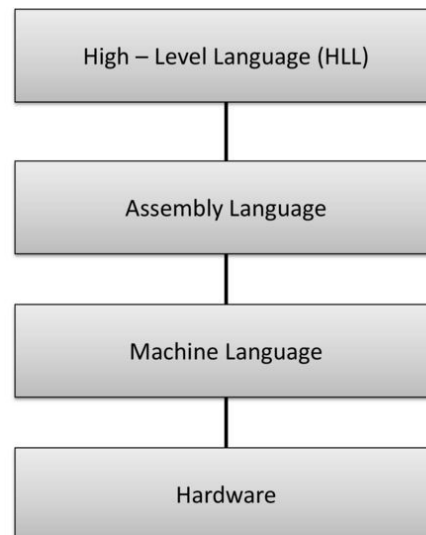 High – Level Language (HLL)
Assembly Language
Machine Language
Hardware